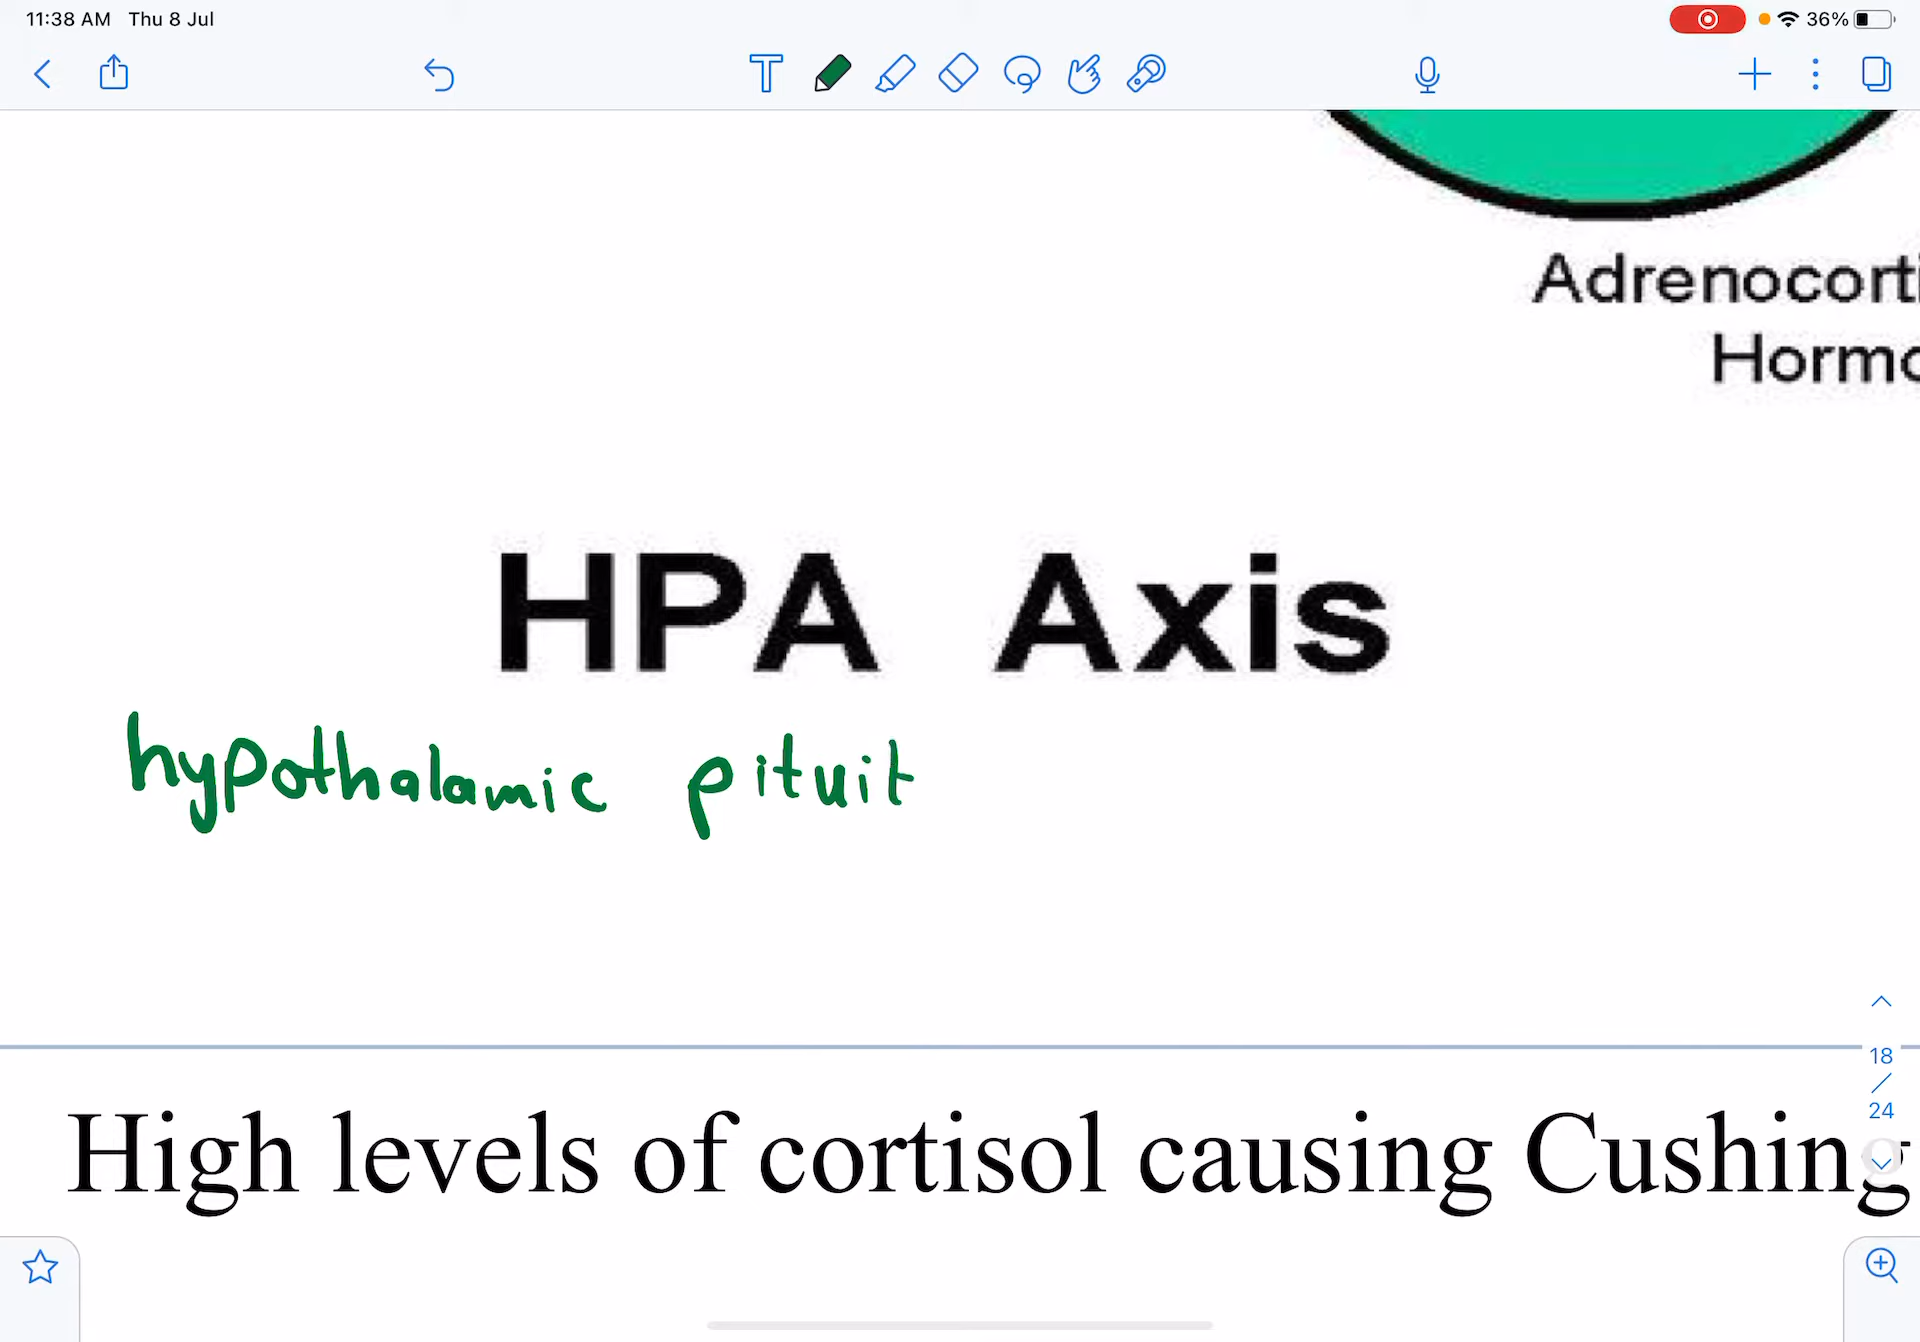 11:38 AM Thu 8 Jul 36%
Adrenocorti
Hormo
HPA Axis
hypothalamic pituit
18
/
24
High levels of cortisol causing Cushing